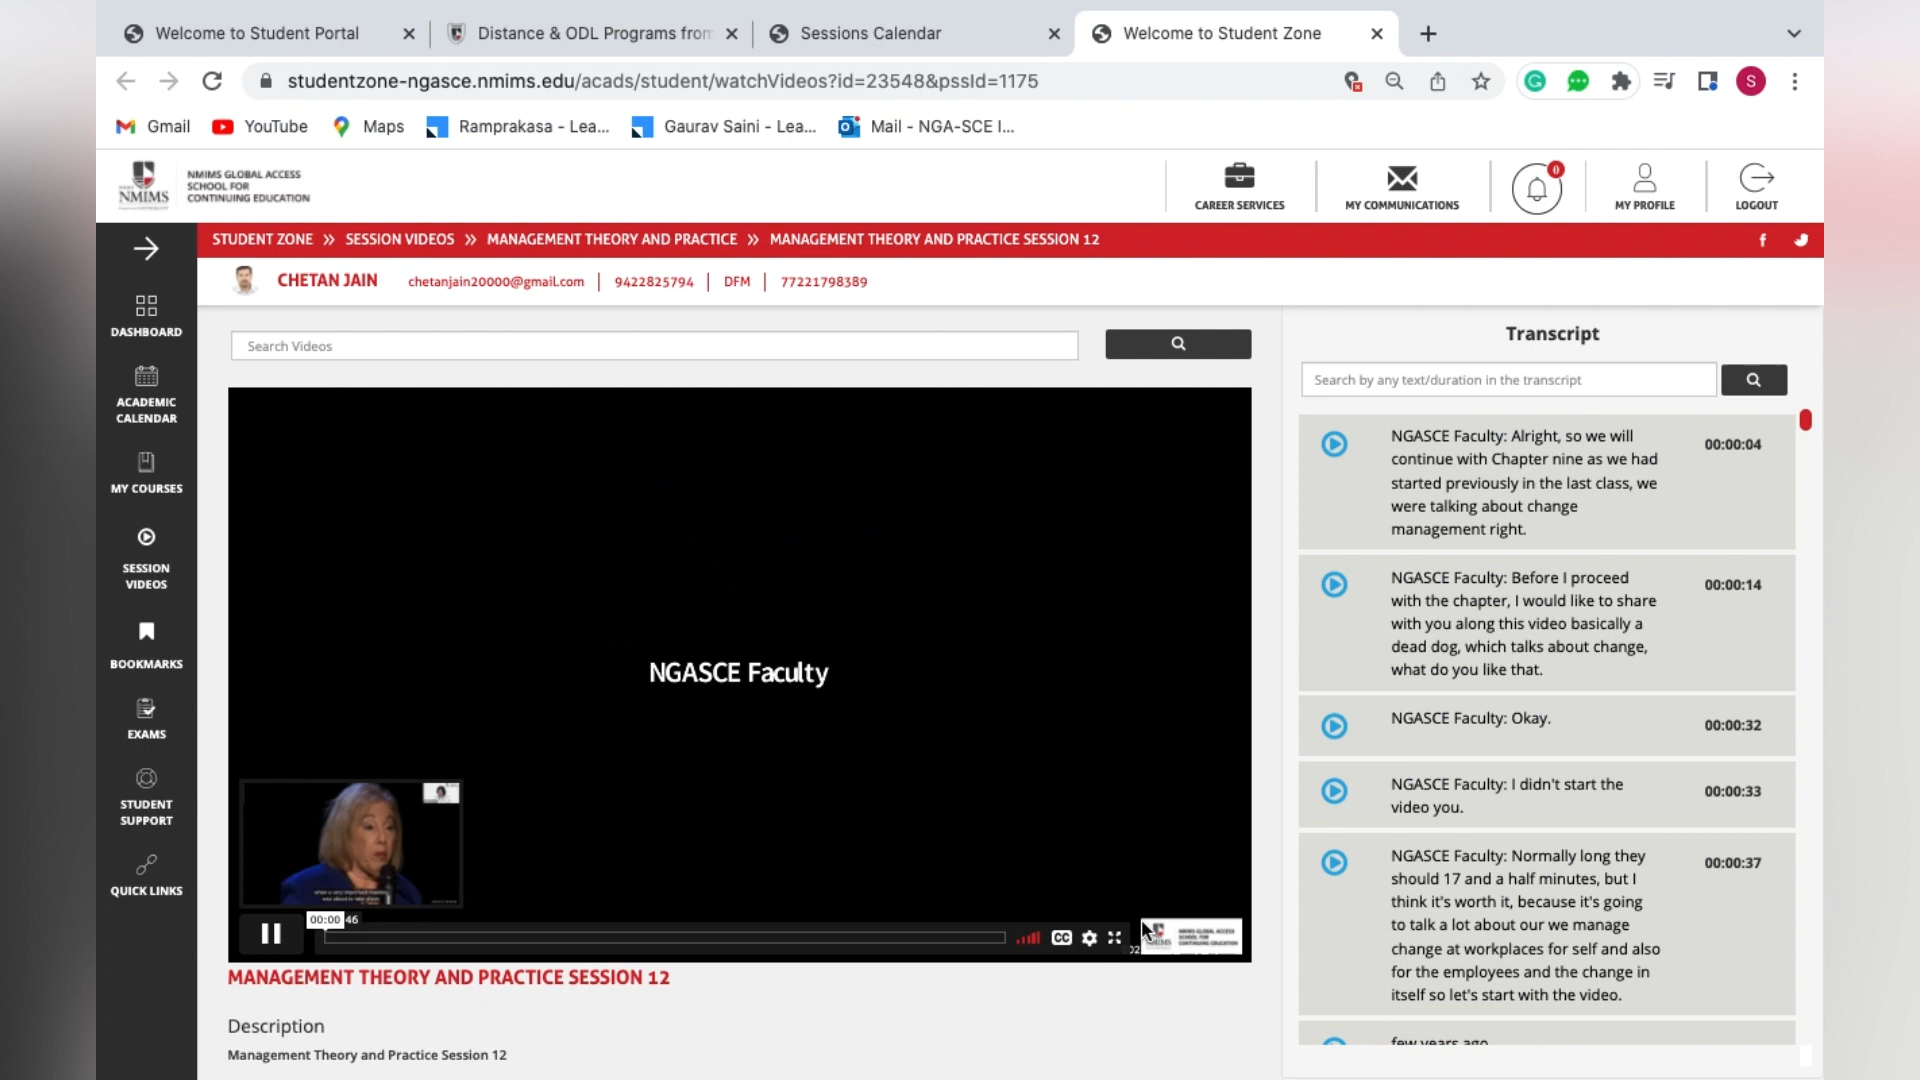 Welcome to Student Portal
Distance & ODL Programs from
Sessions Calendar
Welcome to Student Zone
studentzone-ngasce.nmims.edu/acads/student/watchVideos?id=23548&pssId=1175
S
Gmail
YouTube
Maps
Ramprakasa - Lea...
Gaurav Saini - Lea...
Mail - NGA-SCE I...
NMIMS
NMIMS GLOBAL ACCESS
SCHOOL FOR
CONTINUING EDUCATION
CAREER SERVICES
MY COMMUNICATIONS
0
MY PROFILE
LOGOUT
STUDENT ZONE » SESSION VIDEOS » MANAGEMENT THEORY AND PRACTICE » MANAGEMENT THEORY AND PRACTICE SESSION 12
CHETAN JAIN
chetanjain20000@gmail.com
9422825794
DFM
77221798389
DASHBOARD
ACADEMIC
CALENDAR
MY COURSES
SESSION
VIDEOS
BOOKMARKS
EXAMS
STUDENT
SUPPORT
QUICK LINKS
Search Videos
NGASCE Faculty
00:00
46
CC
MANAGEMENT THEORY AND PRACTICE SESSION 12
Description
Management Theory and Practice Session 12
Transcript
Search by any text/duration in the transcript
NGASCE Faculty: Alright, so we will
continue with Chapter nine as we had
started previously in the last class, we
were talking about change
management right.
00:00:04
NGASCE Faculty: Before I proceed
with the chapter, I would like to share
with you along this video basically a
dead dog, which talks about change,
what do you like that.
00:00:14
NGASCE Faculty: Okay.
00:00:32
NGASCE Faculty: I didn't start the
video you.
00:00:33
NGASCE Faculty: Normally long they
should 17 and a half minutes, but I
think it's worth it, because it's going
to talk a lot about our we manage
change at workplaces for self and also
for the employees and the change in
itself so let's start with the video.
00:00:37
few years ago